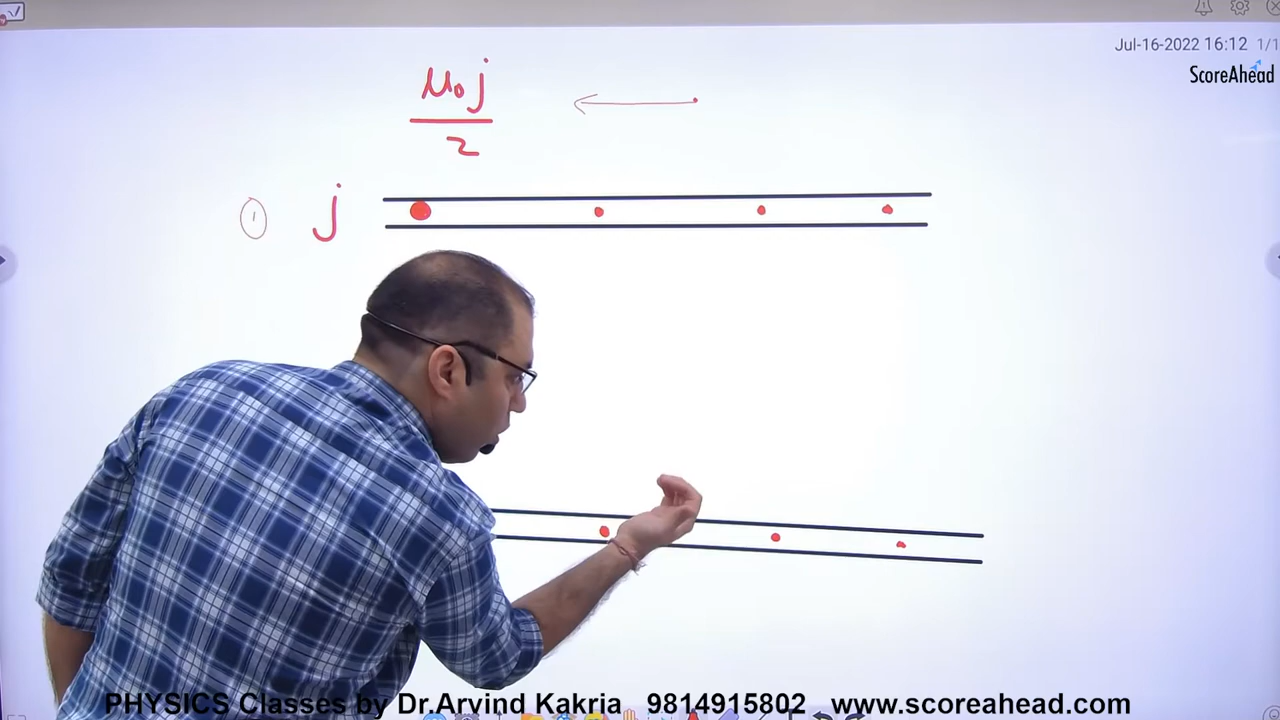 Jul-16-2022 16:12 1/1
ScoreAhead
μ₀j
2
① j
PHYSICS Classes by Dr.Arvind Kakria 9814915802 www.scoreahead.com